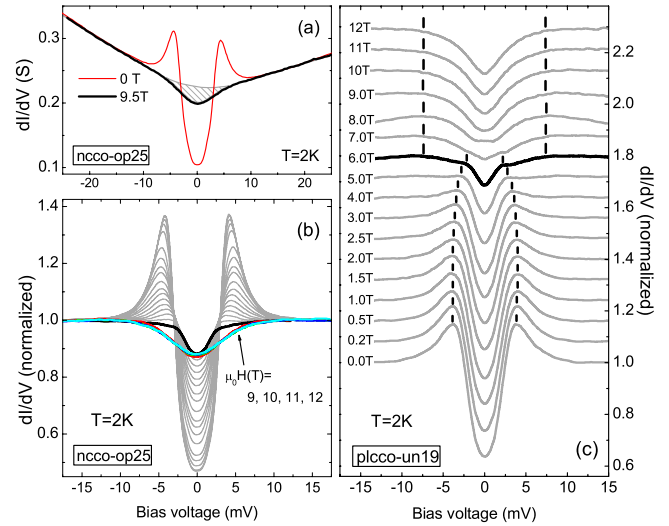 (a)
0 T
9.5T
ncco-op25
T=2K
dI/dV (S)
0.3
0.2
0.1
-20 -10 0 10 20
(b)
μ₀H(T)=
9, 10, 11, 12
T=2K
ncco-op25
dI/dV (normalized)
1.4
1.2
1.0
0.8
0.6
-15 -10 -5 0 5 10 15
Bias voltage (mV)
12T
11T
10T
9.0T
8.0T
7.0T
6.0T
5.0T
4.0T
3.0T
2.5T
2.0T
1.5T
1.0T
0.5T
0.2T
0.0T
T=2K
plcco-un19
(c)
2.2
2.0
1.8
1.6
1.4
1.2
1.0
0.8
0.6
dI/dV (normalized)
-15 -10 -5 0 5 10 15
Bias voltage (mV)